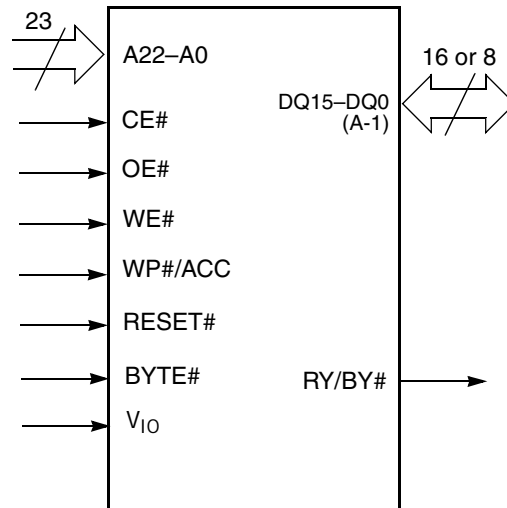 23
A22–A0
16 or 8
DQ15–DQ0
(A-1)
CE#
OE#
WE#
WP#/ACC
RESET#
BYTE#
RY/BY#
VIO